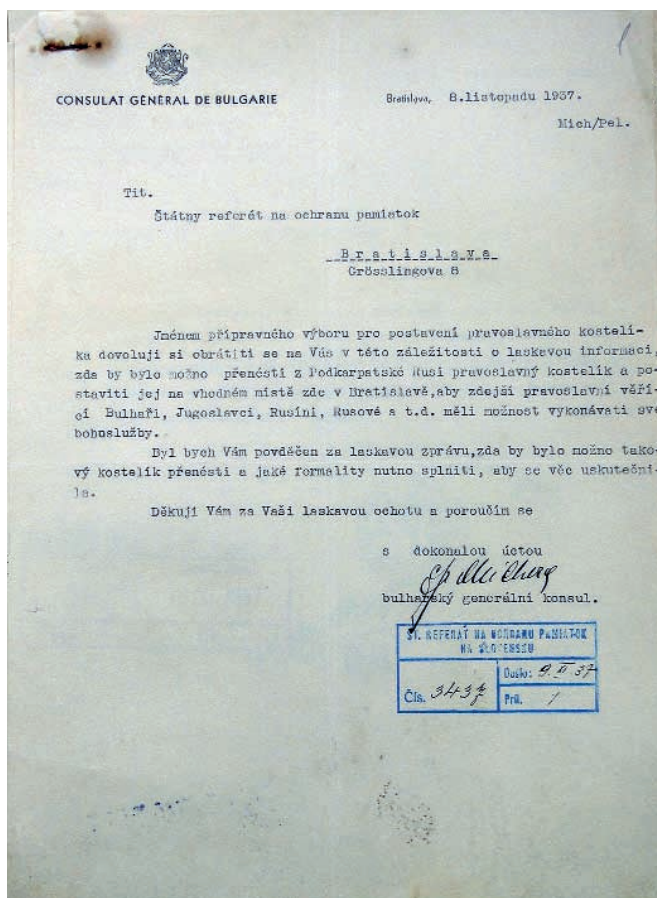 CONSULAT GÉNÉRAL DE BULGARIE
Bratislava, 8.listopadu 1937.
Mich/Pel.
Tit.
Štátny referét na ochranu pamiatok
Bratislava
Grösslingova 8
Jménem přípravného výboru pro postavení pravoslavného kostelí-
ka dovoluji si obrátiti se na Vás v této záležitosti o laskavou informaci,
zda by bylo možno přenésti z Podkarpatské Rusi pravoslavný kostelík a po-
staviti jej na vhodném místě zde v Bratislavě,aby zdejší pravoslavní věří-
cí Bulhaři, Jugoslavci, Rusíni, Rusové a t.d. měli možnost vykonávati své
bohoslužby.
Byl bych Vám povděčen za laskavou zprávu,zda by bylo možno tako-
vý kostelík přenésti a jaké formality nutno splniti, aby se věc uskutečni-
la.
Děkuji Vám za Vaši laskavou ochotu a poroučím se
s dokonalou úctou
bulharský generální konsul.
ŠT. REFERÁT NA OCHRANU PAMIATOK
NA SLOVENSKU
Došlo: 9. XI 37
Čís. 3437
Príl. 1